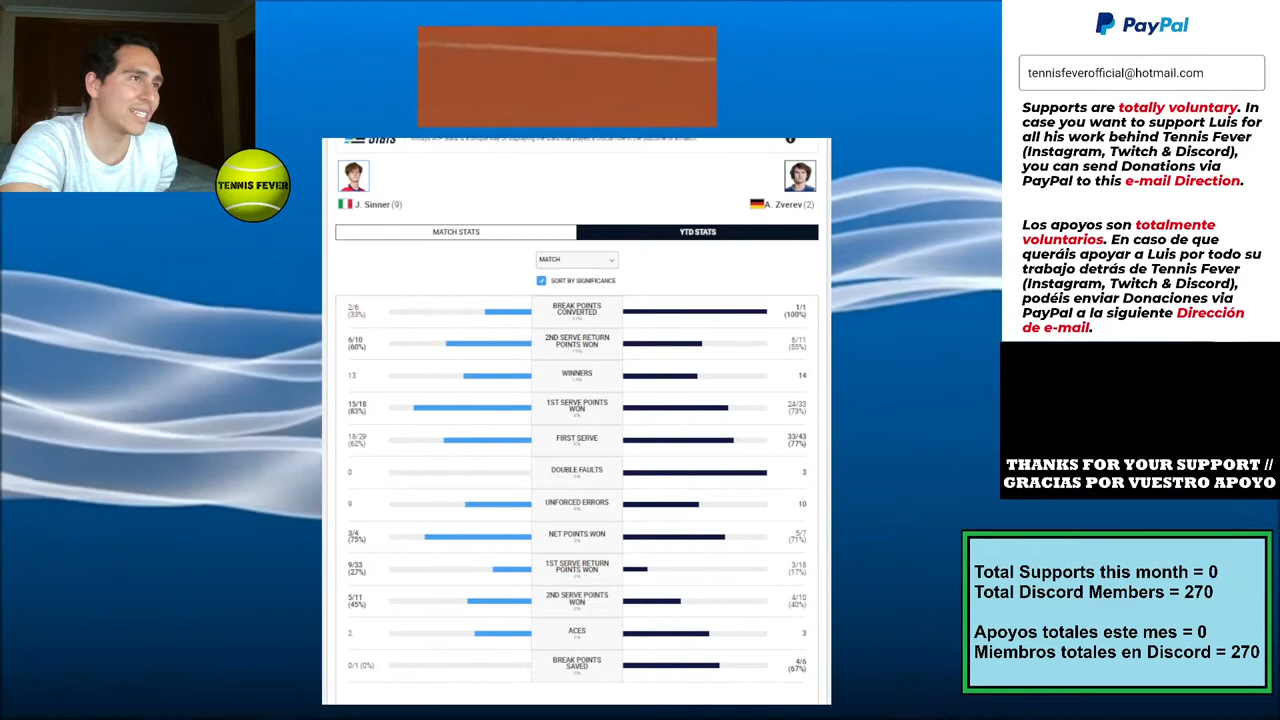 PayPal
tennisfeverofficial@hotmail.com
Supports are totally voluntary. In
case you want to support Luis for
all his work behind Tennis Fever
(Instagram, Twitch & Discord),
you can send Donations via
PayPal to this e-mail Direction.
Los apoyos son totalmente
voluntarios. En caso de que
queráis apoyar a Luis por todo su
trabajo detrás de Tennis Fever
(Instagram, Twitch & Discord),
podéis enviar Donaciones via
PayPal a la siguiente Dirección
de e-mail.
THANKS FOR YOUR SUPPORT //
GRACIAS POR VUESTRO APOYO
Total Supports this month = 0
Total Discord Members = 270
Apoyos totales este mes = 0
Miembros totales en Discord = 270
TENNIS FEVER
J. Sinner (9)
A. Zverev (2)
MATCH STATS
YTD STATS
MATCH
SORT BY SIGNIFICANCE
2/6
(33%)
BREAK POINTS
CONVERTED
1/1
(100%)
6/10
(60%)
2ND SERVE RETURN
POINTS WON
6/11
(55%)
13
WINNERS
14
15/18
(83%)
1ST SERVE POINTS
WON
24/33
(73%)
18/29
(62%)
FIRST SERVE
33/43
(77%)
0
DOUBLE FAULTS
3
9
UNFORCED ERRORS
10
3/4
(75%)
NET POINTS WON
5/7
(71%)
9/33
(27%)
1ST SERVE RETURN
POINTS WON
3/18
(17%)
5/11
(45%)
2ND SERVE POINTS
WON
4/10
(40%)
2
ACES
3
0/1 (0%)
BREAK POINTS
SAVED
4/6
(67%)